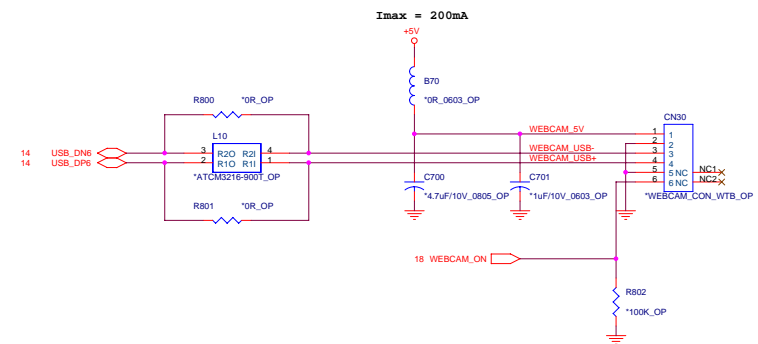 Imax = 200mA
+5V
B70
*0R_0603_OP
R800
*0R_OP
CN30
WEBCAM_5V
L10
14 USB_DN6
3 R2O R2I 4
WEBCAM_USB-
14 USB_DP6
2 R1O R1I 1
WEBCAM_USB+
*ATCM3216-900T_OP
1 1
2 2
3 3
4 4
5 5 NC NC1
6 6 NC NC2
*WEBCAM_CON_WTB_OP
C700
*4.7uF/10V_0805_OP
C701
*1uF/10V_0603_OP
R801
*0R_OP
18 WEBCAM_ON
R802
*100K_OP